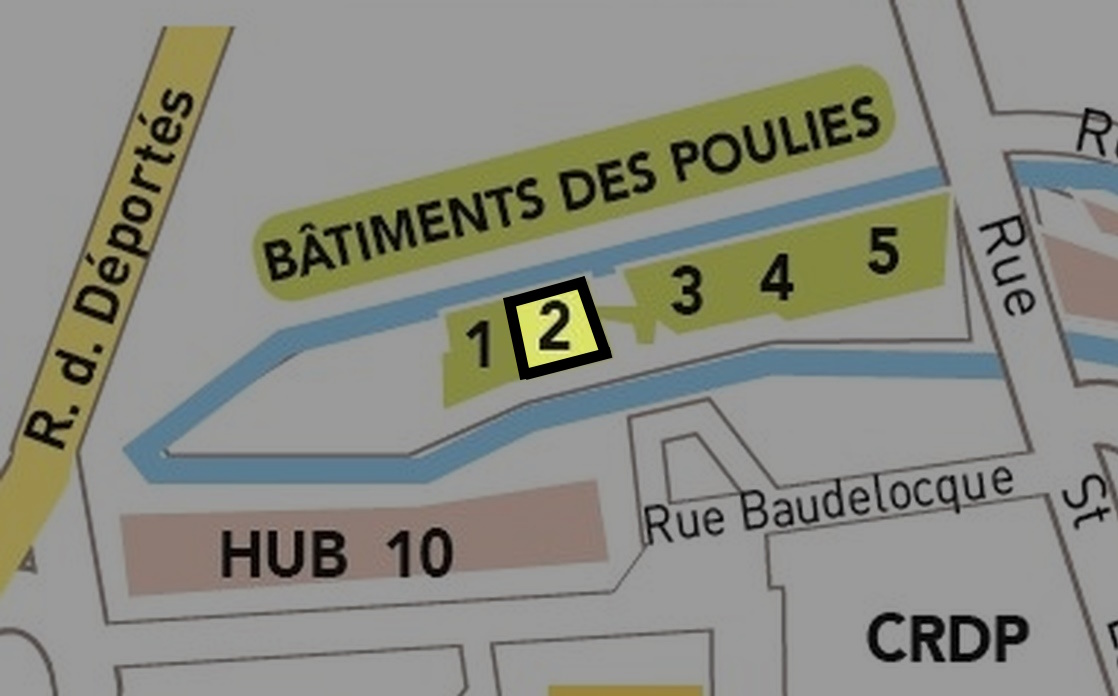 R. d. Déportés
BÂTIMENTS DES POULIES
1 2 3 4 5
Rue
St
Rue Baudelocque
HUB 10
CRDP